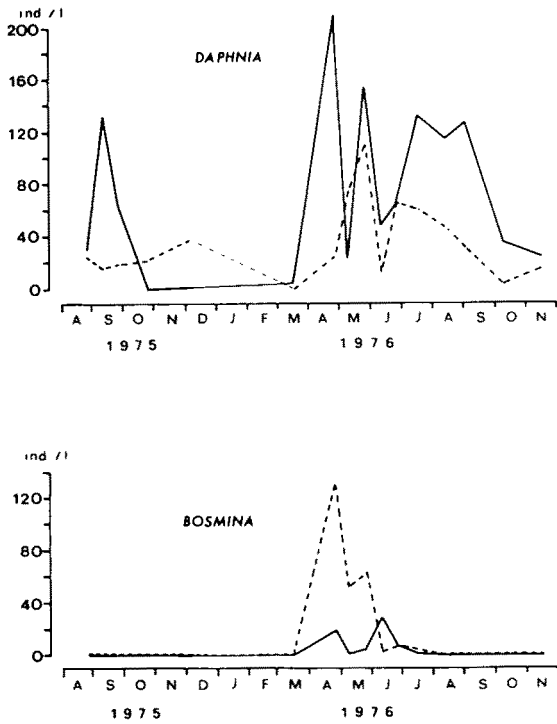 ind /l
200
DAPHNIA
160
120
80
40
0
A S O N D J F M A M J J A S O N
1975 1976
ind /l
120
BOSMINA
80
40
0
A S O N D J F M A M J J A S O N
1975 1976